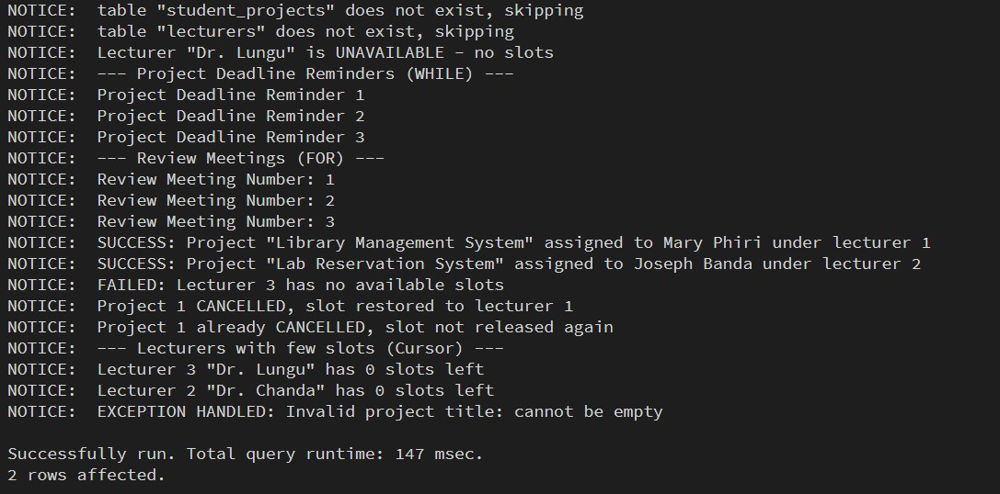 NOTICE:  table "student_projects" does not exist, skipping
NOTICE:  table "lecturers" does not exist, skipping
NOTICE:  Lecturer "Dr. Lungu" is UNAVAILABLE – no slots
NOTICE:  --- Project Deadline Reminders (WHILE) ---
NOTICE:  Project Deadline Reminder 1
NOTICE:  Project Deadline Reminder 2
NOTICE:  Project Deadline Reminder 3
NOTICE:  --- Review Meetings (FOR) ---
NOTICE:  Review Meeting Number: 1
NOTICE:  Review Meeting Number: 2
NOTICE:  Review Meeting Number: 3
NOTICE:  SUCCESS: Project "Library Management System" assigned to Mary Phiri under lecturer 1
NOTICE:  SUCCESS: Project "Lab Reservation System" assigned to Joseph Banda under lecturer 2
NOTICE:  FAILED: Lecturer 3 has no available slots
NOTICE:  Project 1 CANCELLED, slot restored to lecturer 1
NOTICE:  Project 1 already CANCELLED, slot not released again
NOTICE:  --- Lecturers with few slots (Cursor) ---
NOTICE:  Lecturer 3 "Dr. Lungu" has 0 slots left
NOTICE:  Lecturer 2 "Dr. Chanda" has 0 slots left
NOTICE:  EXCEPTION HANDLED: Invalid project title: cannot be empty
Successfully run. Total query runtime: 147 msec.
2 rows affected.